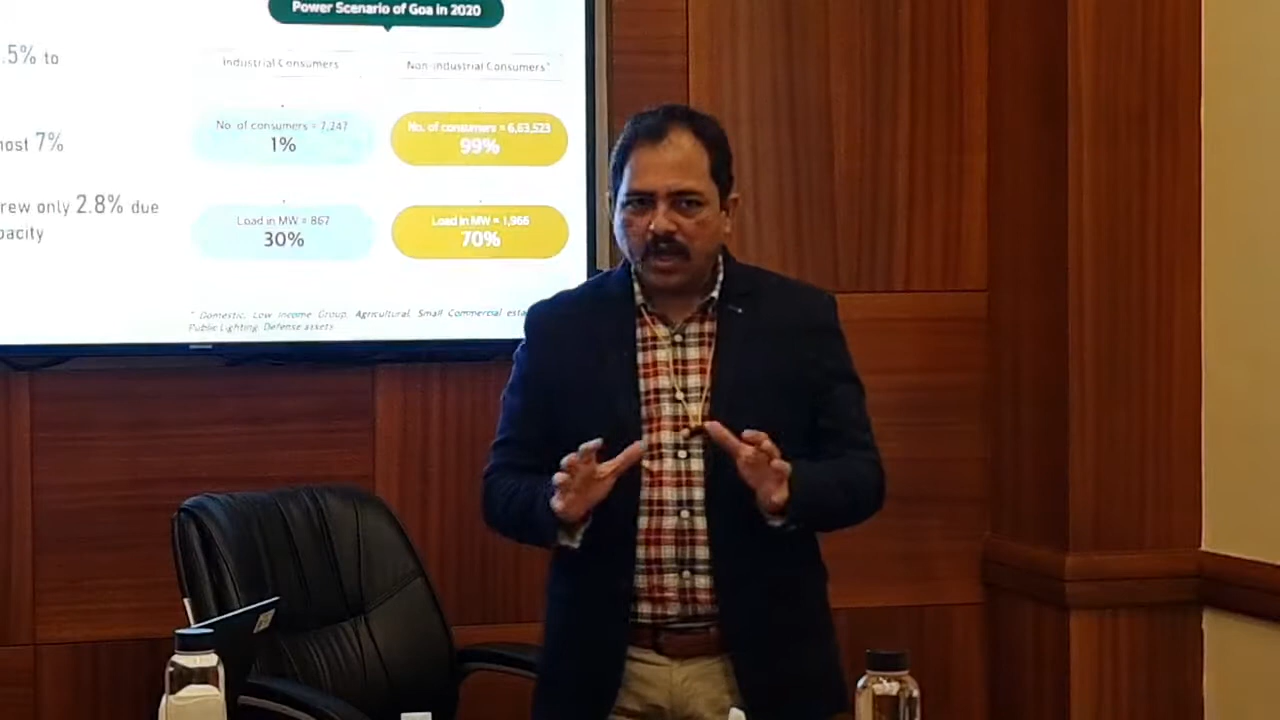 Power Scenario of Goa in 2020
.5% to
nost 7%
rew only 2.8% due
pacity
Industrial Consumers
Non-Industrial Consumers*
No. of consumers = 7,247
1%
No. of consumers = 6,63,523
99%
Load in MW = 867
30%
Load in MW = 1,966
70%
* Domestic, Low Income Group, Agricultural, Small Commercial esta
Public Lighting, Defense assets